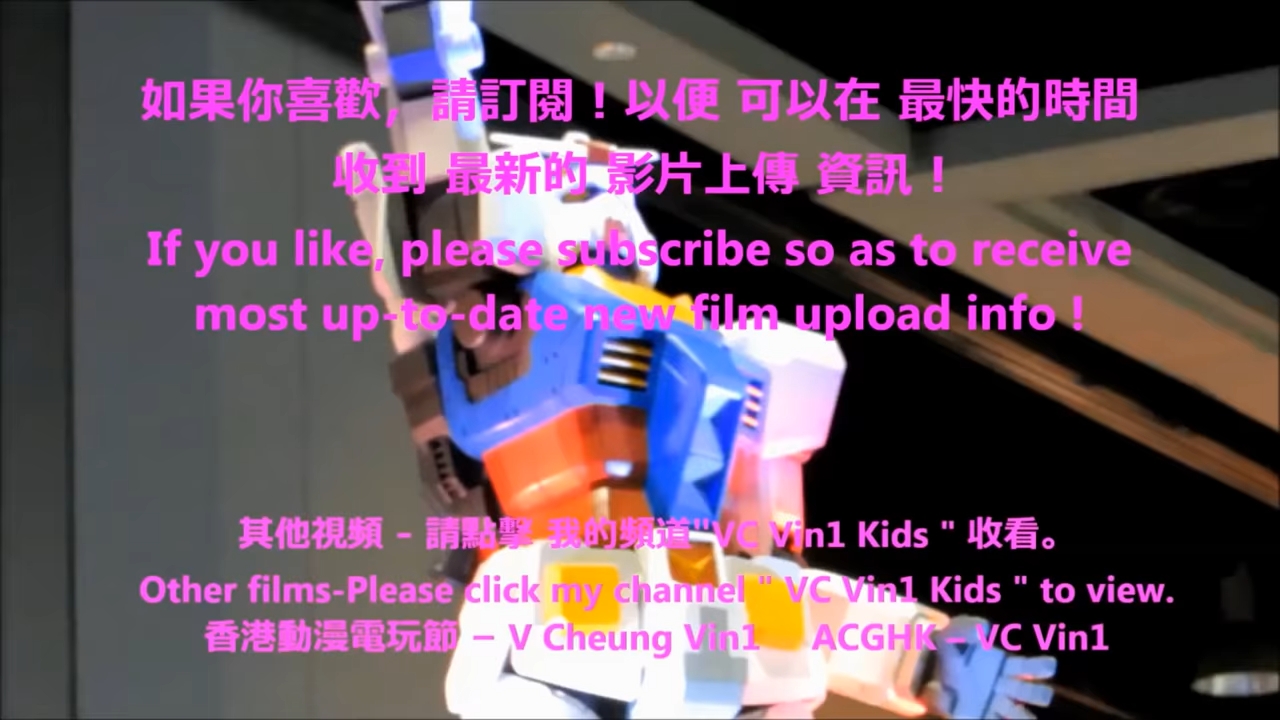 如果你喜歡，請訂閱！以便 可以在 最快的時間
收到 最新的 影片上傳 資訊！
If you like, please subscribe so as to receive
most up-to-date new film upload info !
其他視頻 - 請點擊 我的頻道"VC Vin1 Kids " 收看。
Other films-Please click my channel " VC Vin1 Kids " to view.
香港動漫電玩節 – V Cheung Vin1 ACGHK – VC Vin1